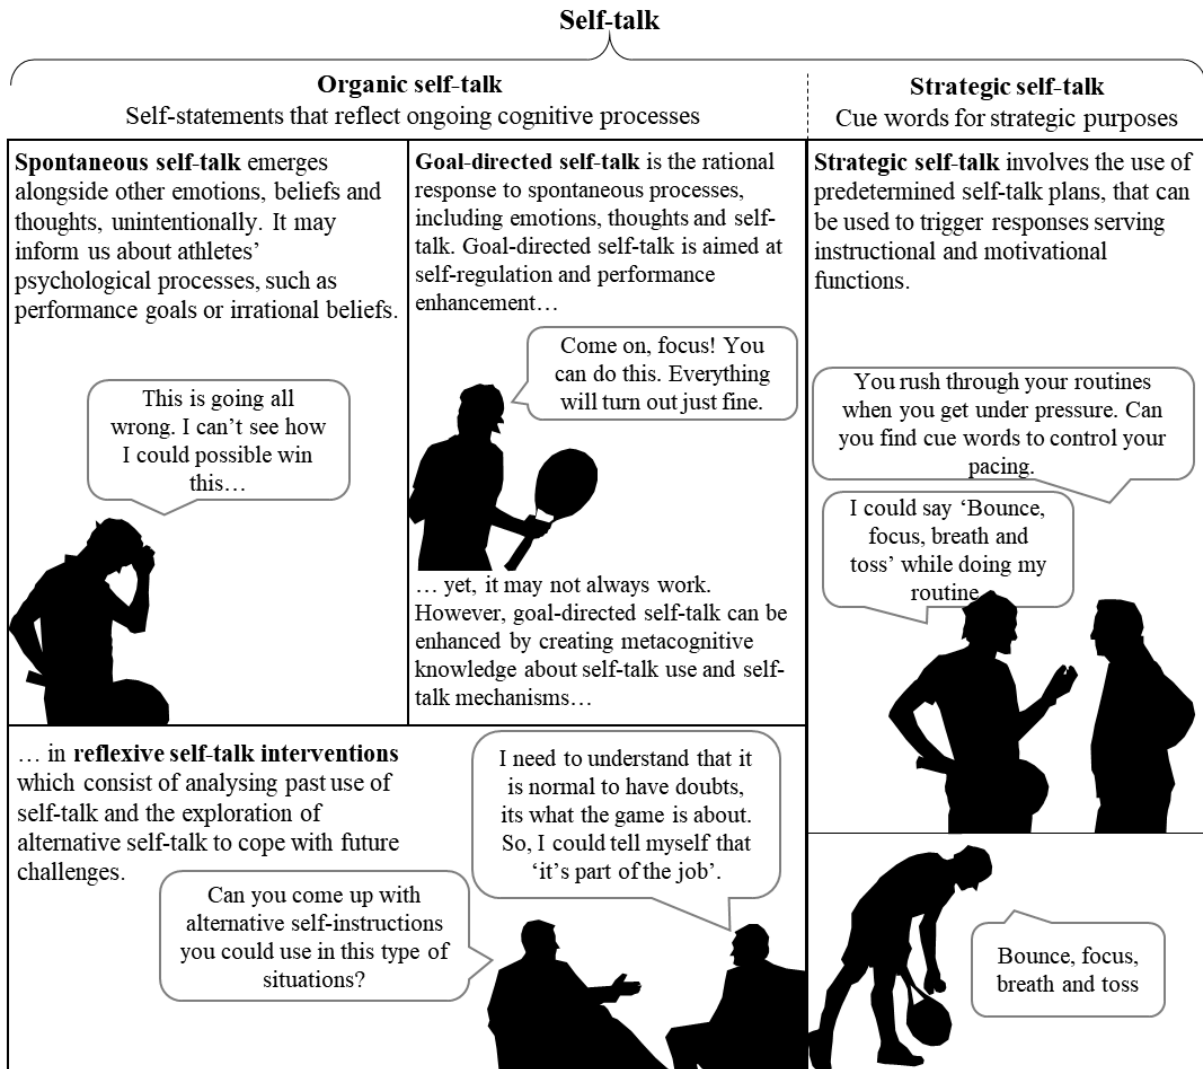 Self-talk
Organic self-talk
Self-statements that reflect ongoing cognitive processes
Strategic self-talk
Cue words for strategic purposes
Spontaneous self-talk emerges
alongside other emotions, beliefs and
thoughts, unintentionally. It may
inform us about athletes’
psychological processes, such as
performance goals or irrational beliefs.
This is going all
wrong. I can’t see how
I could possible win
this…
Goal-directed self-talk is the rational
response to spontaneous processes,
including emotions, thoughts and self-
talk. Goal-directed self-talk is aimed at
self-regulation and performance
enhancement…
Come on, focus! You
can do this. Everything
will turn out just fine.
… yet, it may not always work.
However, goal-directed self-talk can be
enhanced by creating metacognitive
knowledge about self-talk use and self-
talk mechanisms…
… in reflexive self-talk interventions
which consist of analysing past use of
self-talk and the exploration of
alternative self-talk to cope with future
challenges.
Can you come up with
alternative self-instructions
you could use in this type of
situations?
I need to understand that it
is normal to have doubts,
its what the game is about.
So, I could tell myself that
‘it’s part of the job’.
Strategic self-talk involves the use of
predetermined self-talk plans, that can
be used to trigger responses serving
instructional and motivational
functions.
You rush through your routines
when you get under pressure. Can
you find cue words to control your
pacing.
I could say ‘Bounce,
focus, breath and
toss’ while doing my
routine
Bounce, focus,
breath and toss